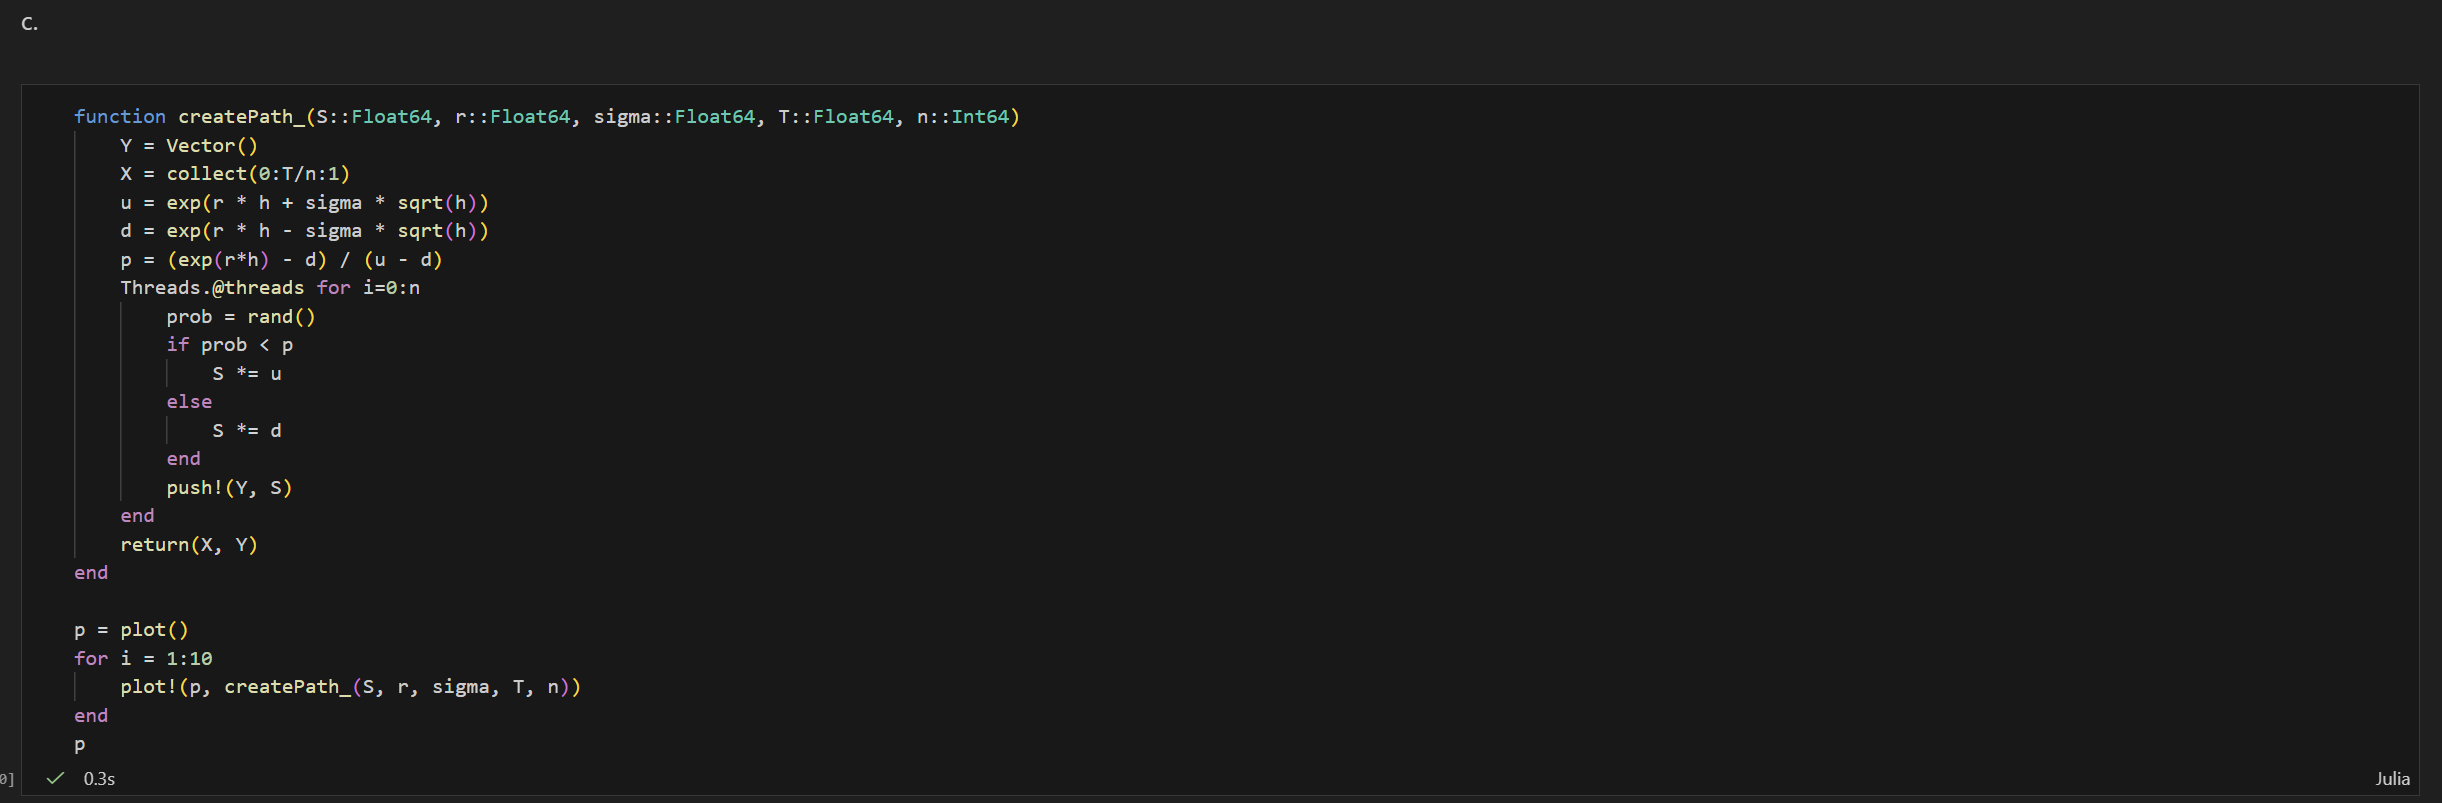 C.
function createPath_(S::Float64, r::Float64, sigma::Float64, T::Float64, n::Int64)
    Y = Vector()
    X = collect(0:T/n:1)
    u = exp(r * h + sigma * sqrt(h))
    d = exp(r * h - sigma * sqrt(h))
    p = (exp(r*h) - d) / (u - d)
    Threads.@threads for i=0:n
        prob = rand()
        if prob < p
            S *= u
        else
            S *= d
        end
        push!(Y, S)
    end
    return(X, Y)
end
p = plot()
for i = 1:10
    plot!(p, createPath_(S, r, sigma, T, n))
end
p
0] ✓ 0.3s Julia